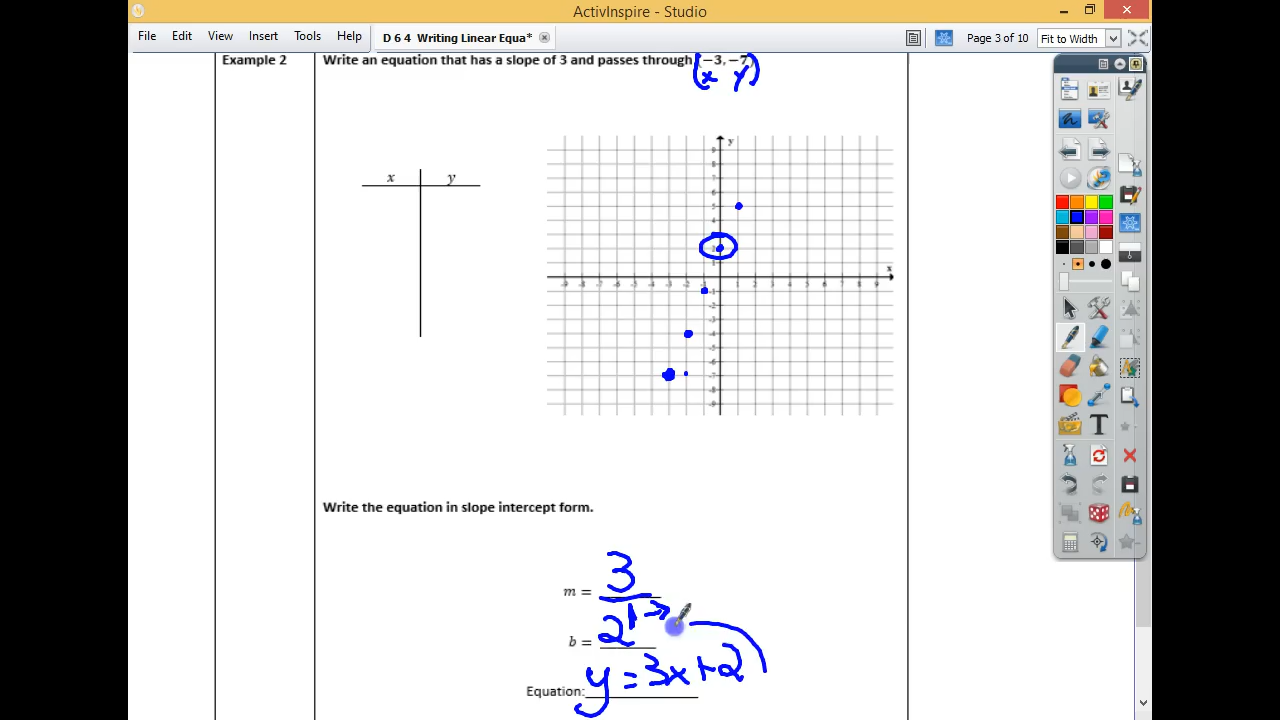 ActivInspire - Studio
File Edit View Insert Tools Help D 6 4 Writing Linear Equa* Page 3 of 10 Fit to Width
Example 2 Write an equation that has a slope of 3 and passes through (−3, −7)
x y
x y
y
x
Write the equation in slope intercept form.
m = 3
1
b = 2
Equation: y = 3x + 2